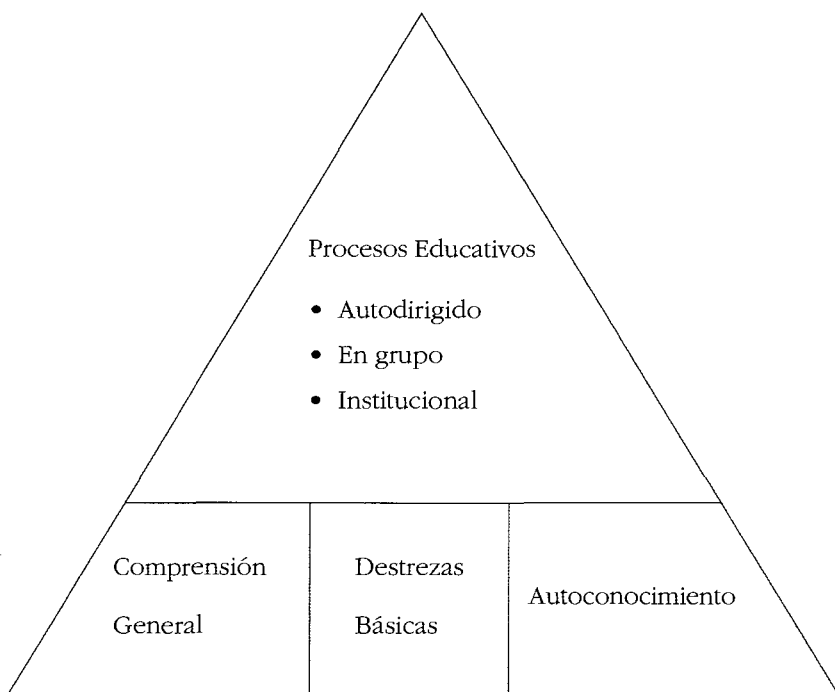 Procesos Educativos
• Autodirigido
• En grupo
• Institucional
Comprensión
General
Destrezas
Básicas
Autoconocimiento